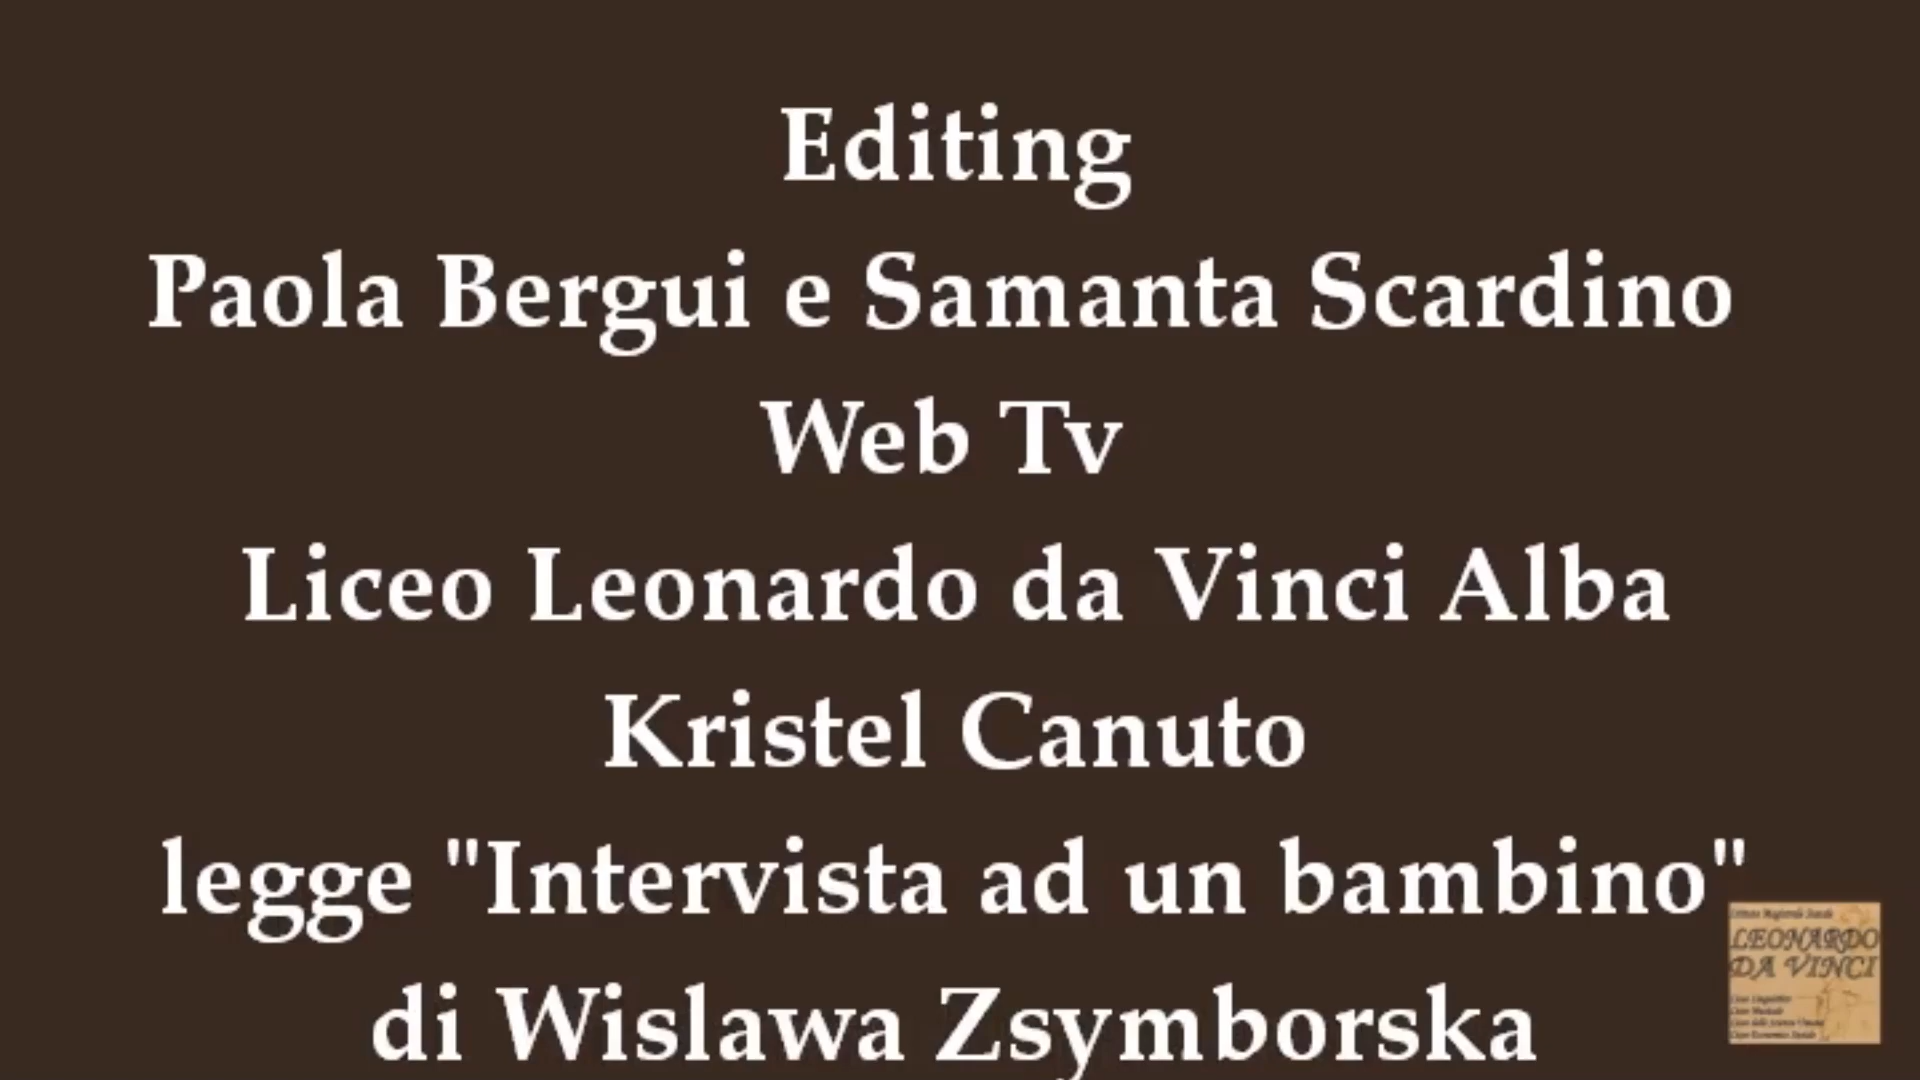 Editing
Paola Bergui e Samanta Scardino
Web Tv
Liceo Leonardo da Vinci Alba
Kristel Canuto
legge "Intervista ad un bambino"
di Wislawa Zsymborska
LEONARDO
DA VINCI